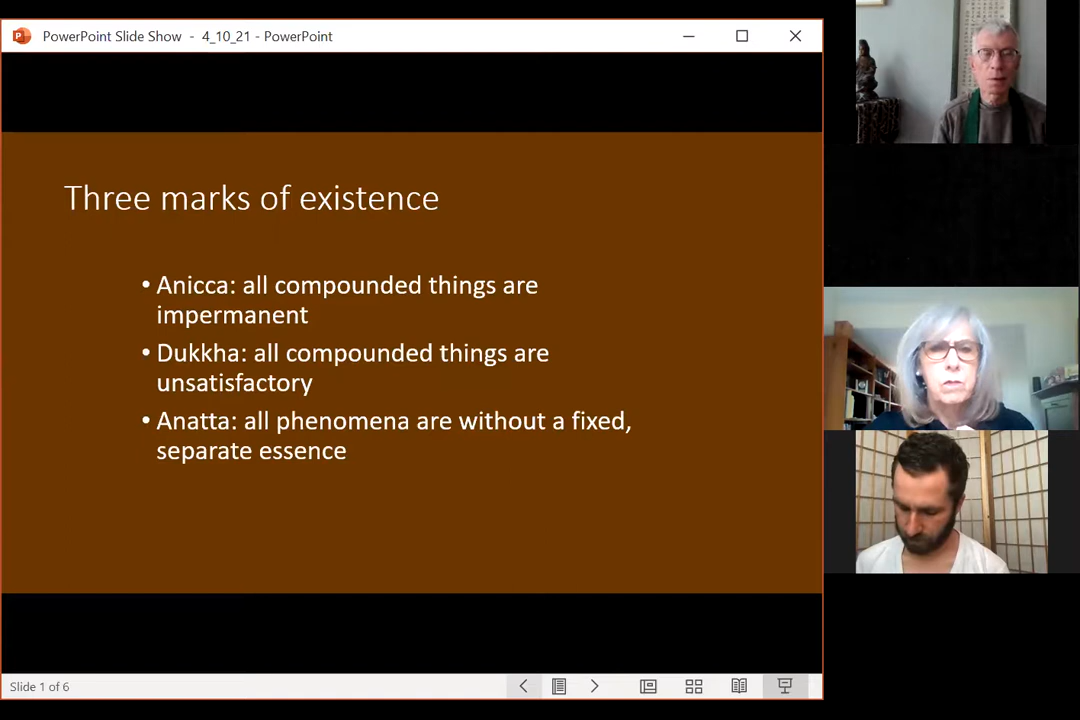 PowerPoint Slide Show - 4_10_21 - PowerPoint
Three marks of existence
• Anicca: all compounded things are
impermanent
• Dukkha: all compounded things are
unsatisfactory
• Anatta: all phenomena are without a fixed,
separate essence
Slide 1 of 6